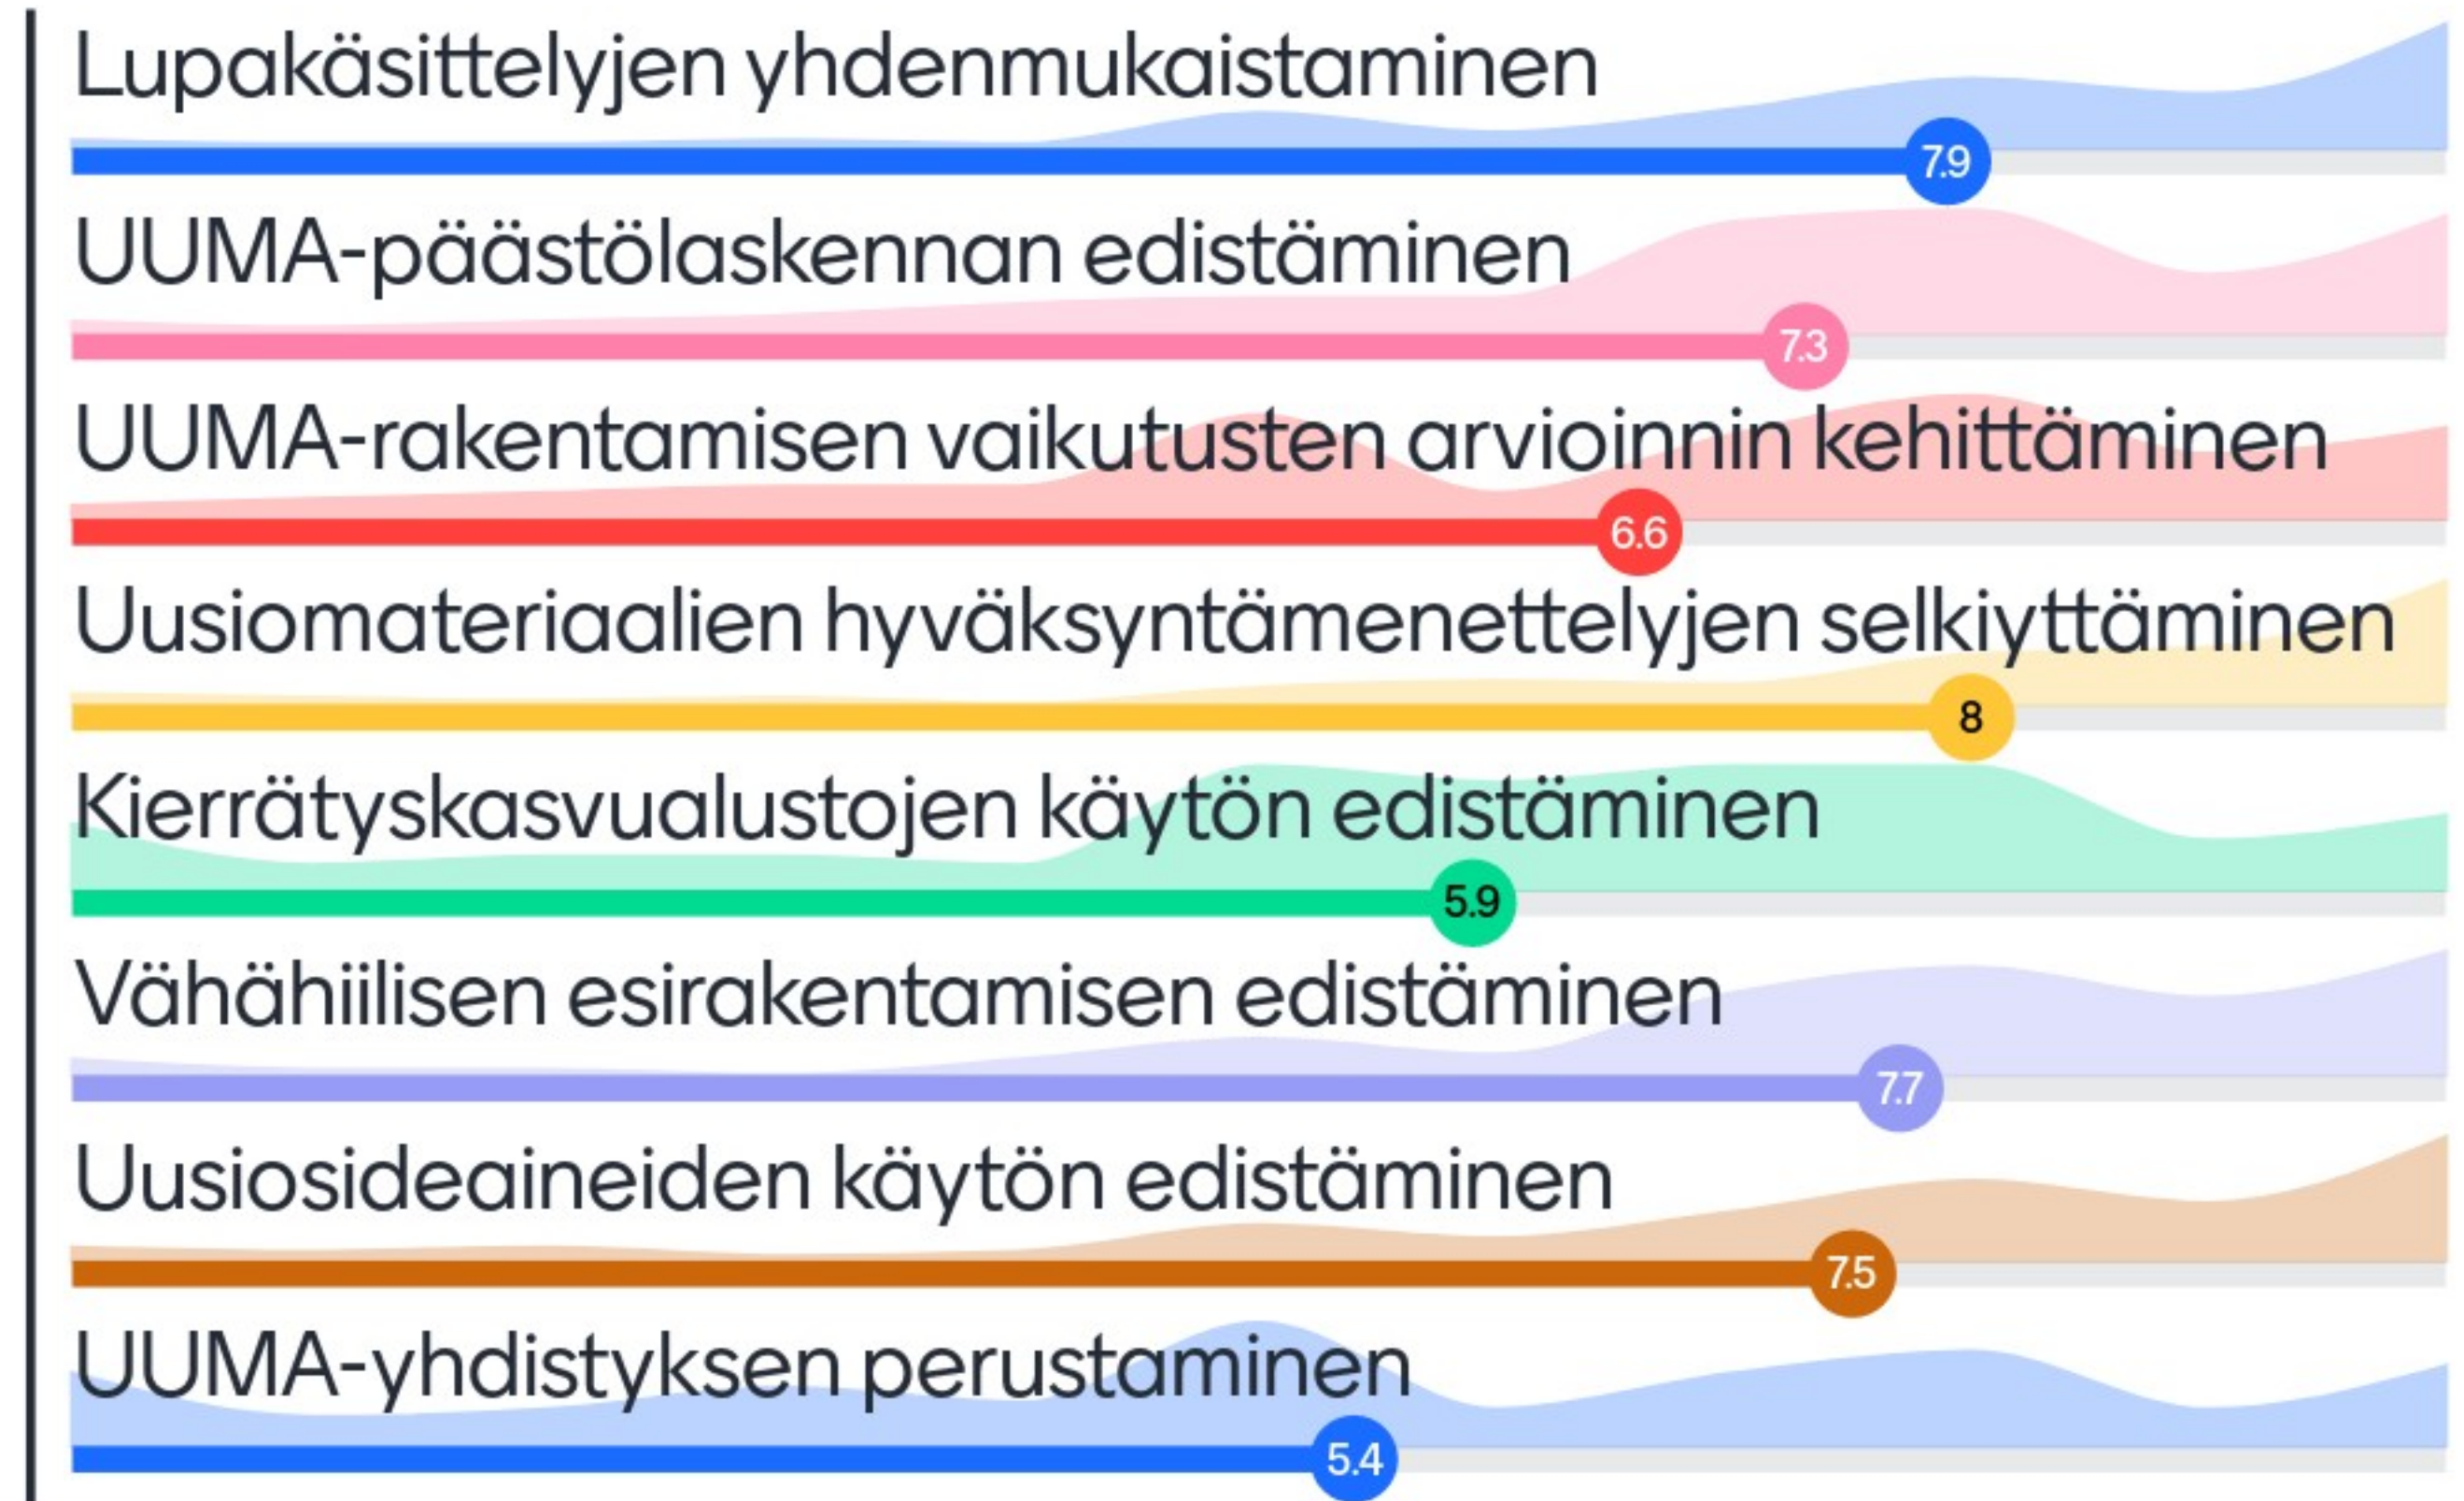 Lupakäsittelyjen yhdenmukaistaminen
7.9
UUMA-päästölaskennan edistäminen
7.3
UUMA-rakentamisen vaikutusten arvioinnin kehittäminen
6.6
Uusiomateriaalien hyväksyntämenettelyjen selkiyttäminen
8
Kierrätyskasvualustojen käytön edistäminen
5.9
Vähähiilisen esirakentamisen edistäminen
7.7
Uusiosideaineiden käytön edistäminen
7.5
UUMA-yhdistyksen perustaminen
5.4